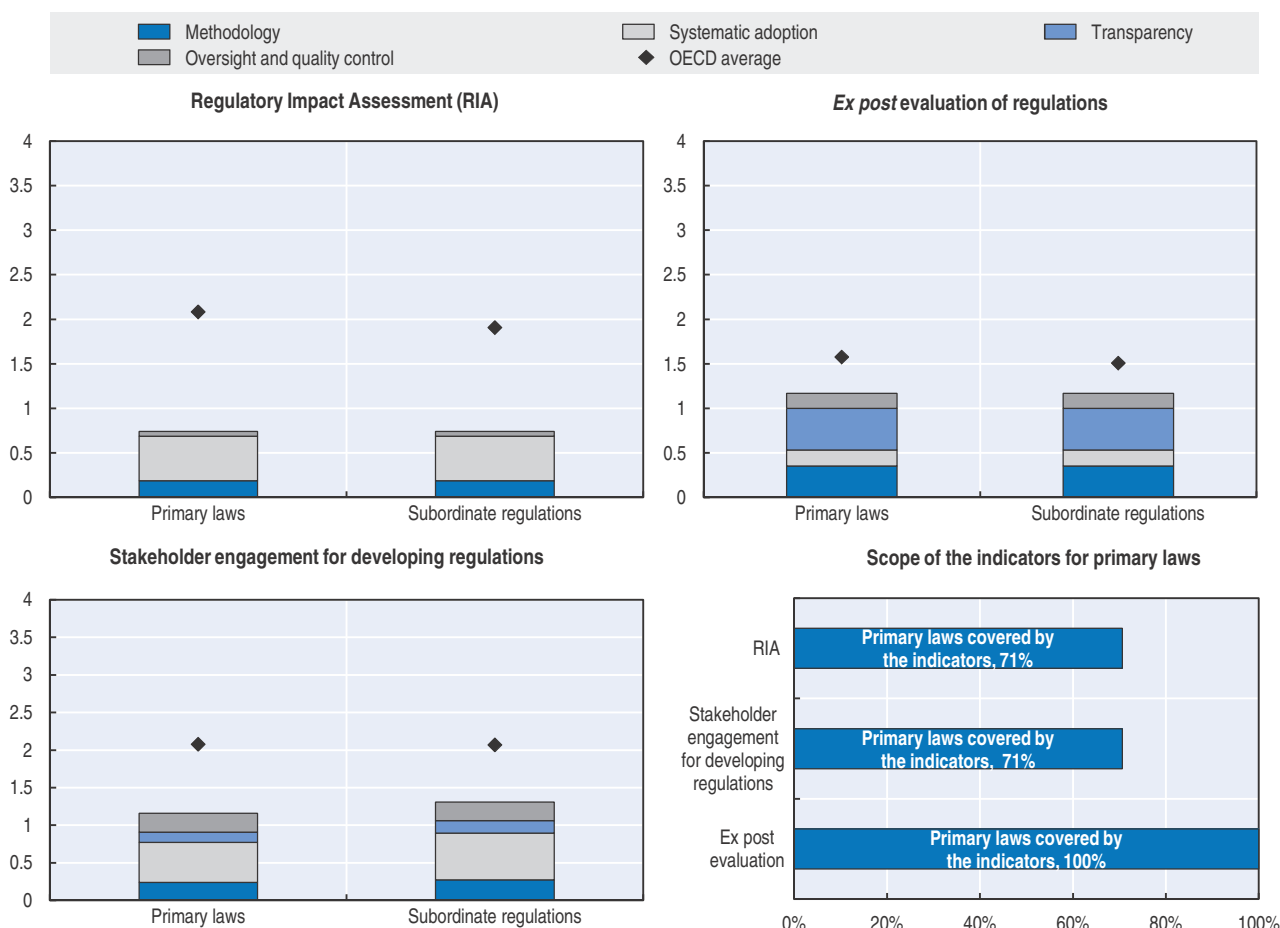 Methodology
Systematic adoption
Transparency
Oversight and quality control
OECD average
Regulatory Impact Assessment (RIA)
4
3.5
3
2.5
2
1.5
1
0.5
0
Primary laws
Subordinate regulations
Ex post evaluation of regulations
4
3.5
3
2.5
2
1.5
1
0.5
0
Primary laws
Subordinate regulations
Stakeholder engagement for developing regulations
4
3.5
3
2.5
2
1.5
1
0.5
0
Primary laws
Subordinate regulations
Scope of the indicators for primary laws
RIA
Primary laws covered by
the indicators, 71%
Stakeholder
engagement
for developing
regulations
Primary laws covered by
the indicators, 71%
Ex post
evaluation
Primary laws covered by
the indicators, 100%
0%
20%
40%
60%
80%
100%